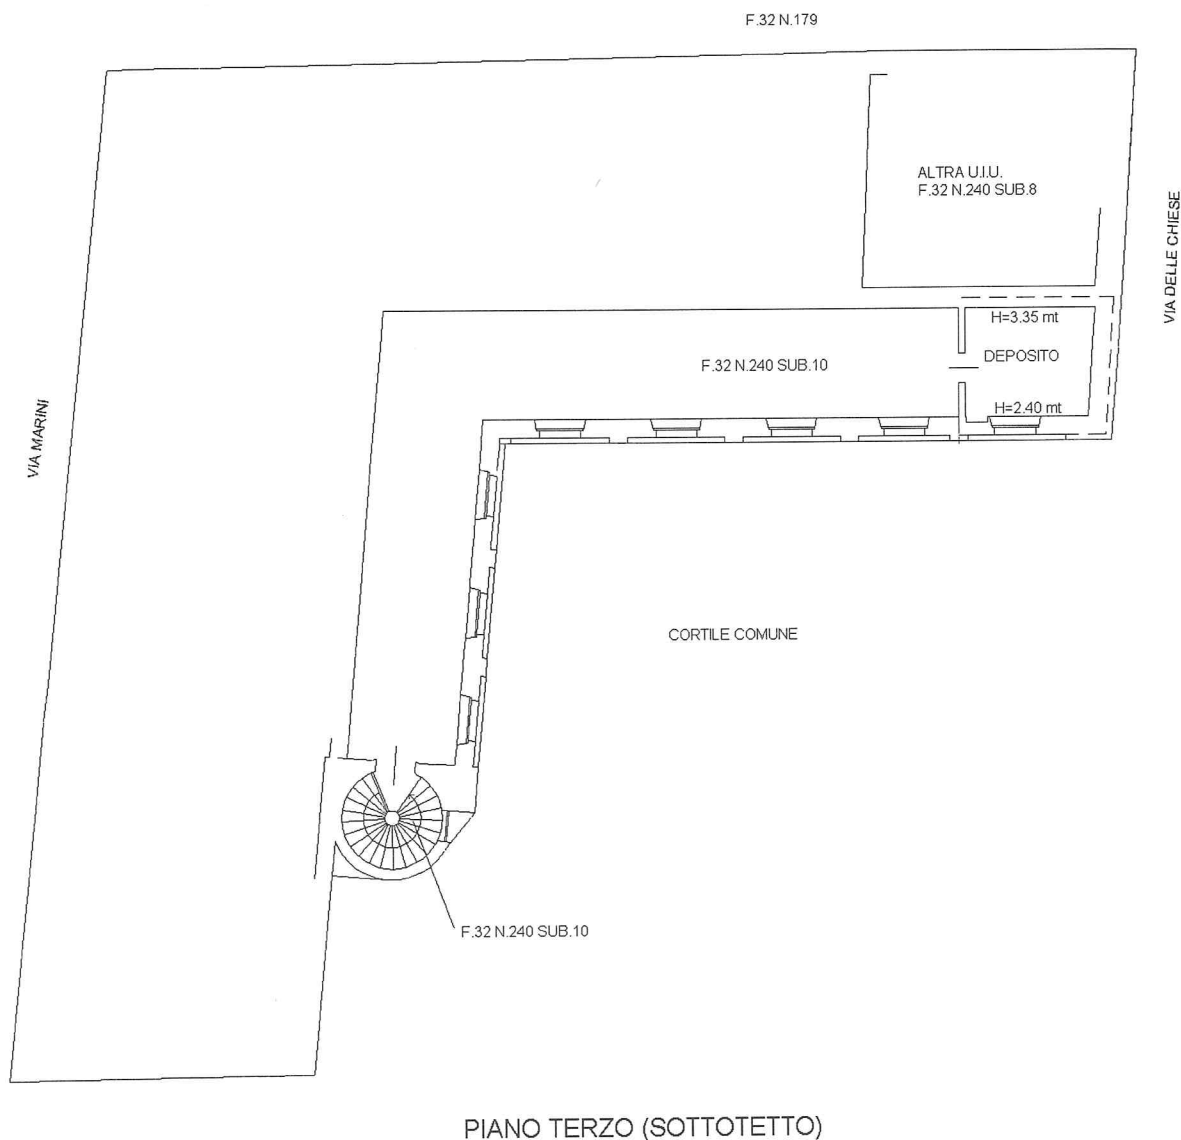 F.32 N.179
ALTRA U.I.U.
F.32 N.240 SUB.8
VIA DELLE CHIESE
H=3.35 mt
DEPOSITO
F.32 N.240 SUB.10
H=2.40 mt
VIA MARINI
CORTILE COMUNE
F.32 N.240 SUB.10
PIANO TERZO (SOTTOTETTO)